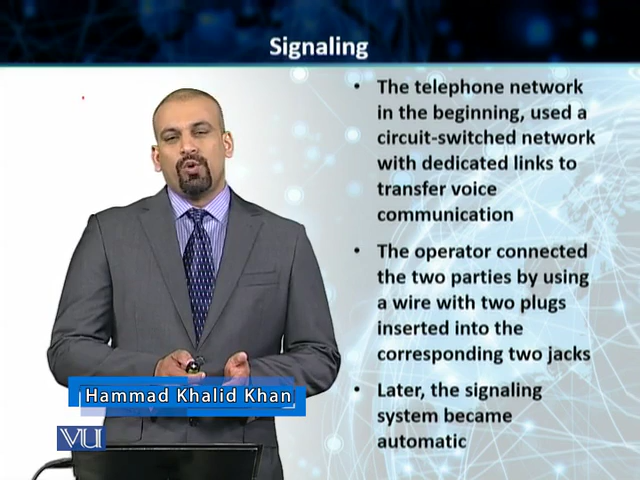 Signaling
• The telephone network
in the beginning, used a
circuit-switched network
with dedicated links to
transfer voice
communication
• The operator connected
the two parties by using
a wire with two plugs
inserted into the
corresponding two jacks
• Later, the signaling
system became
automatic
Hammad Khalid Khan
VU